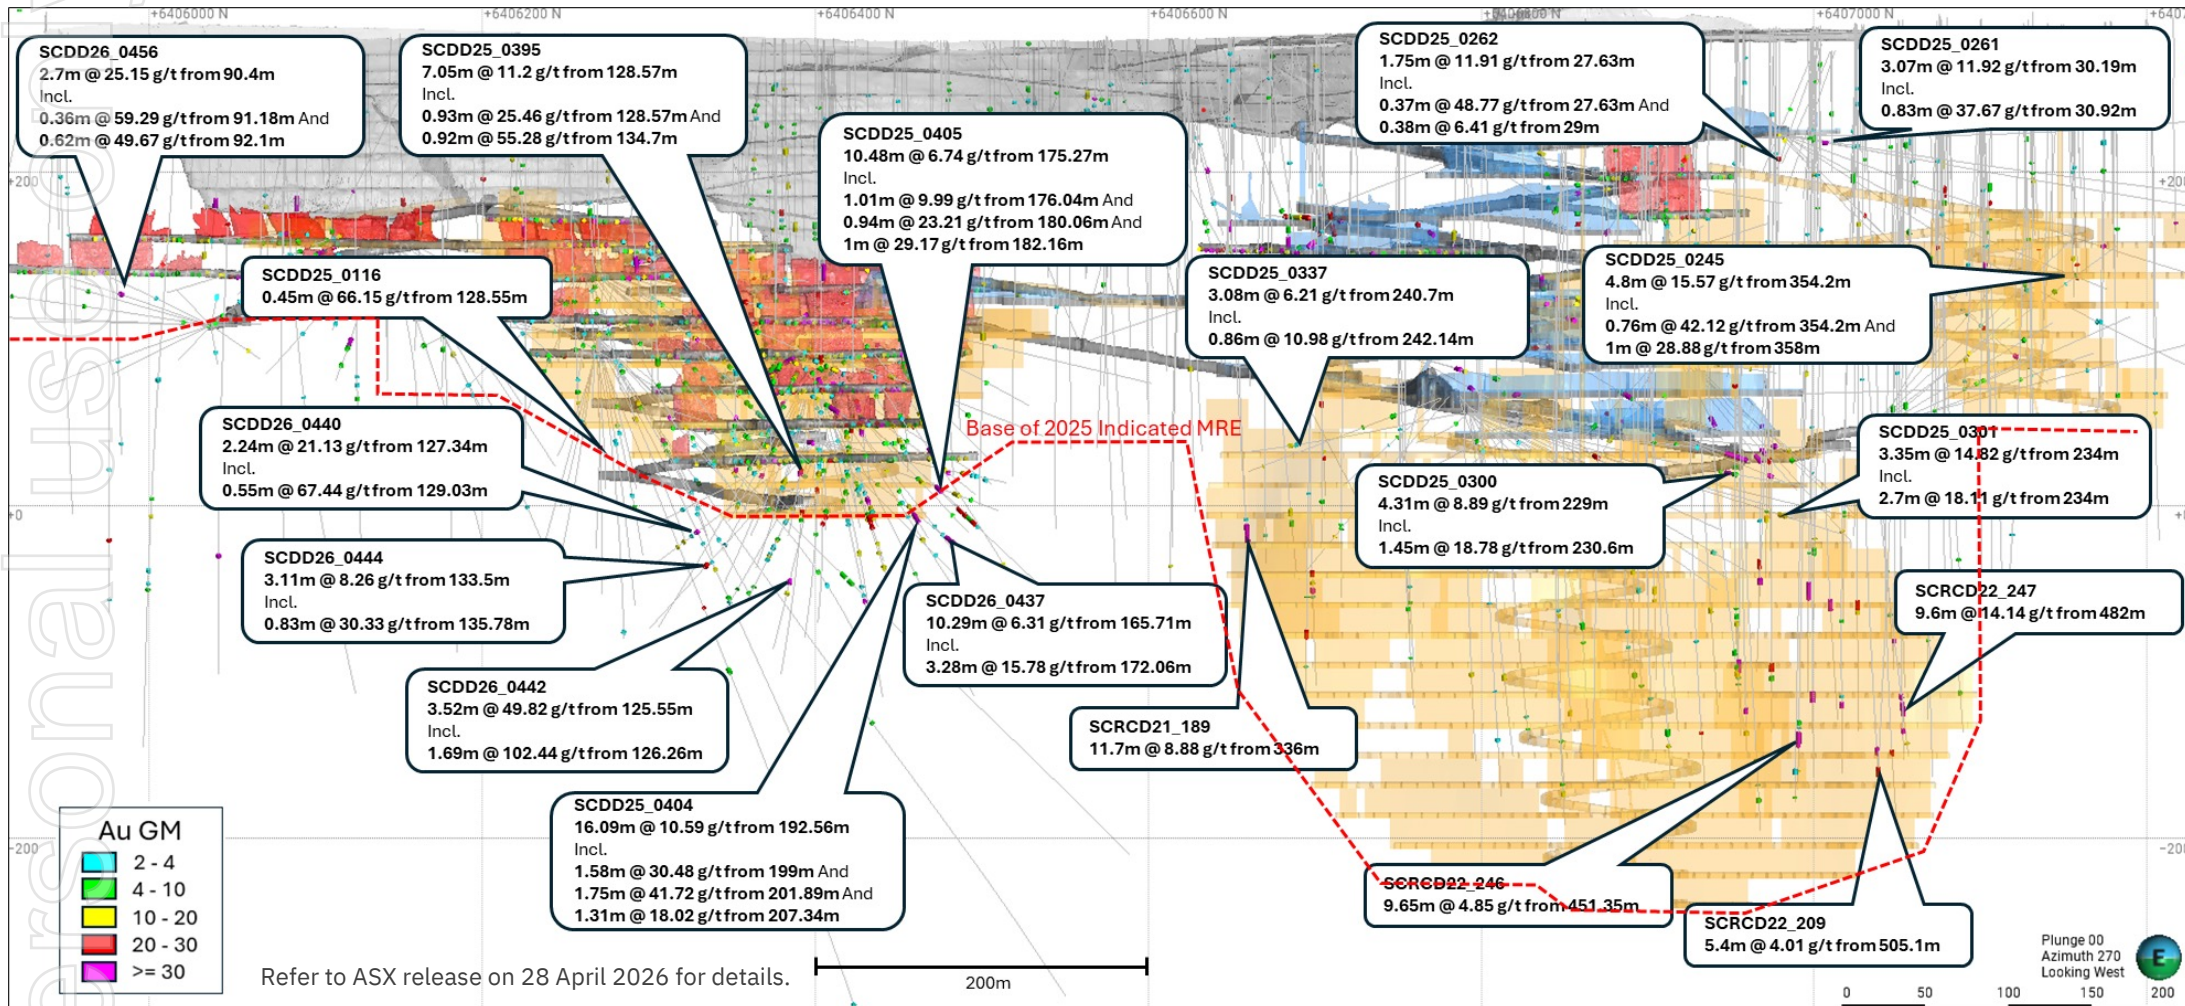 +6406000 N
+6406200 N
+6406400 N
+6406600 N
+6407000 N
SCDD26_0456
2.7m @ 25.15 g/t from 90.4m
Incl.
0.36m @ 59.29 g/t from 91.18m And
0.62m @ 49.67 g/t from 92.1m
SCDD25_0395
7.05m @ 11.2 g/t from 128.57m
Incl.
0.93m @ 25.46 g/t from 128.57m And
0.92m @ 55.28 g/t from 134.7m
SCDD25_0405
10.48m @ 6.74 g/t from 175.27m
Incl.
1.01m @ 9.99 g/t from 176.04m And
0.94m @ 23.21 g/t from 180.06m And
1m @ 29.17 g/t from 182.16m
SCDD25_0262
1.75m @ 11.91 g/t from 27.63m
Incl.
0.37m @ 48.77 g/t from 27.63m And
0.38m @ 6.41 g/t from 29m
SCDD25_0261
3.07m @ 11.92 g/t from 30.19m
Incl.
0.83m @ 37.67 g/t from 30.92m
+200
SCDD25_0116
0.45m @ 66.15 g/t from 128.55m
SCDD25_0337
3.08m @ 6.21 g/t from 240.7m
Incl.
0.86m @ 10.98 g/t from 242.14m
SCDD25_0245
4.8m @ 15.57 g/t from 354.2m
Incl.
0.76m @ 42.12 g/t from 354.2m And
1m @ 28.88 g/t from 358m
Base of 2025 Indicated MRE
SCDD26_0440
2.24m @ 21.13 g/t from 127.34m
Incl.
0.55m @ 67.44 g/t from 129.03m
SCDD25_0300
4.31m @ 8.89 g/t from 229m
Incl.
1.45m @ 18.78 g/t from 230.6m
SCDD25_0301
3.35m @ 14.82 g/t from 234m
Incl.
2.7m @ 18.11 g/t from 234m
+0
SCDD26_0444
3.11m @ 8.26 g/t from 133.5m
Incl.
0.83m @ 30.33 g/t from 135.78m
SCDD26_0437
10.29m @ 6.31 g/t from 165.71m
Incl.
3.28m @ 15.78 g/t from 172.06m
SCRCD22_247
9.6m @ 14.14 g/t from 482m
SCDD26_0442
3.52m @ 49.82 g/t from 125.55m
Incl.
1.69m @ 102.44 g/t from 126.26m
SCRCD21_189
11.7m @ 8.88 g/t from 336m
SCDD25_0404
16.09m @ 10.59 g/t from 192.56m
Incl.
1.58m @ 30.48 g/t from 199m And
1.75m @ 41.72 g/t from 201.89m And
1.31m @ 18.02 g/t from 207.34m
-200
SCRCD22_246
9.65m @ 4.85 g/t from 451.35m
SCRCD22_209
5.4m @ 4.01 g/t from 505.1m
Au GM
2 - 4
4 - 10
10 - 20
20 - 30
>= 30
Refer to ASX release on 28 April 2026 for details.
200m
Plunge 00
Azimuth 270
Looking West
E
0 50 100 150 200
ersonal use on